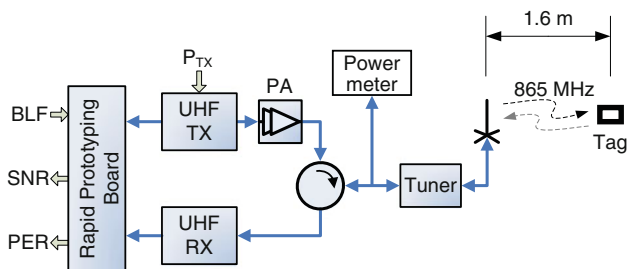 1.6 m
P_TX
Power
meter
865 MHz
PA
BLF
UHF
TX
Tag
SNR
Rapid Prototyping
Board
Tuner
UHF
RX
PER